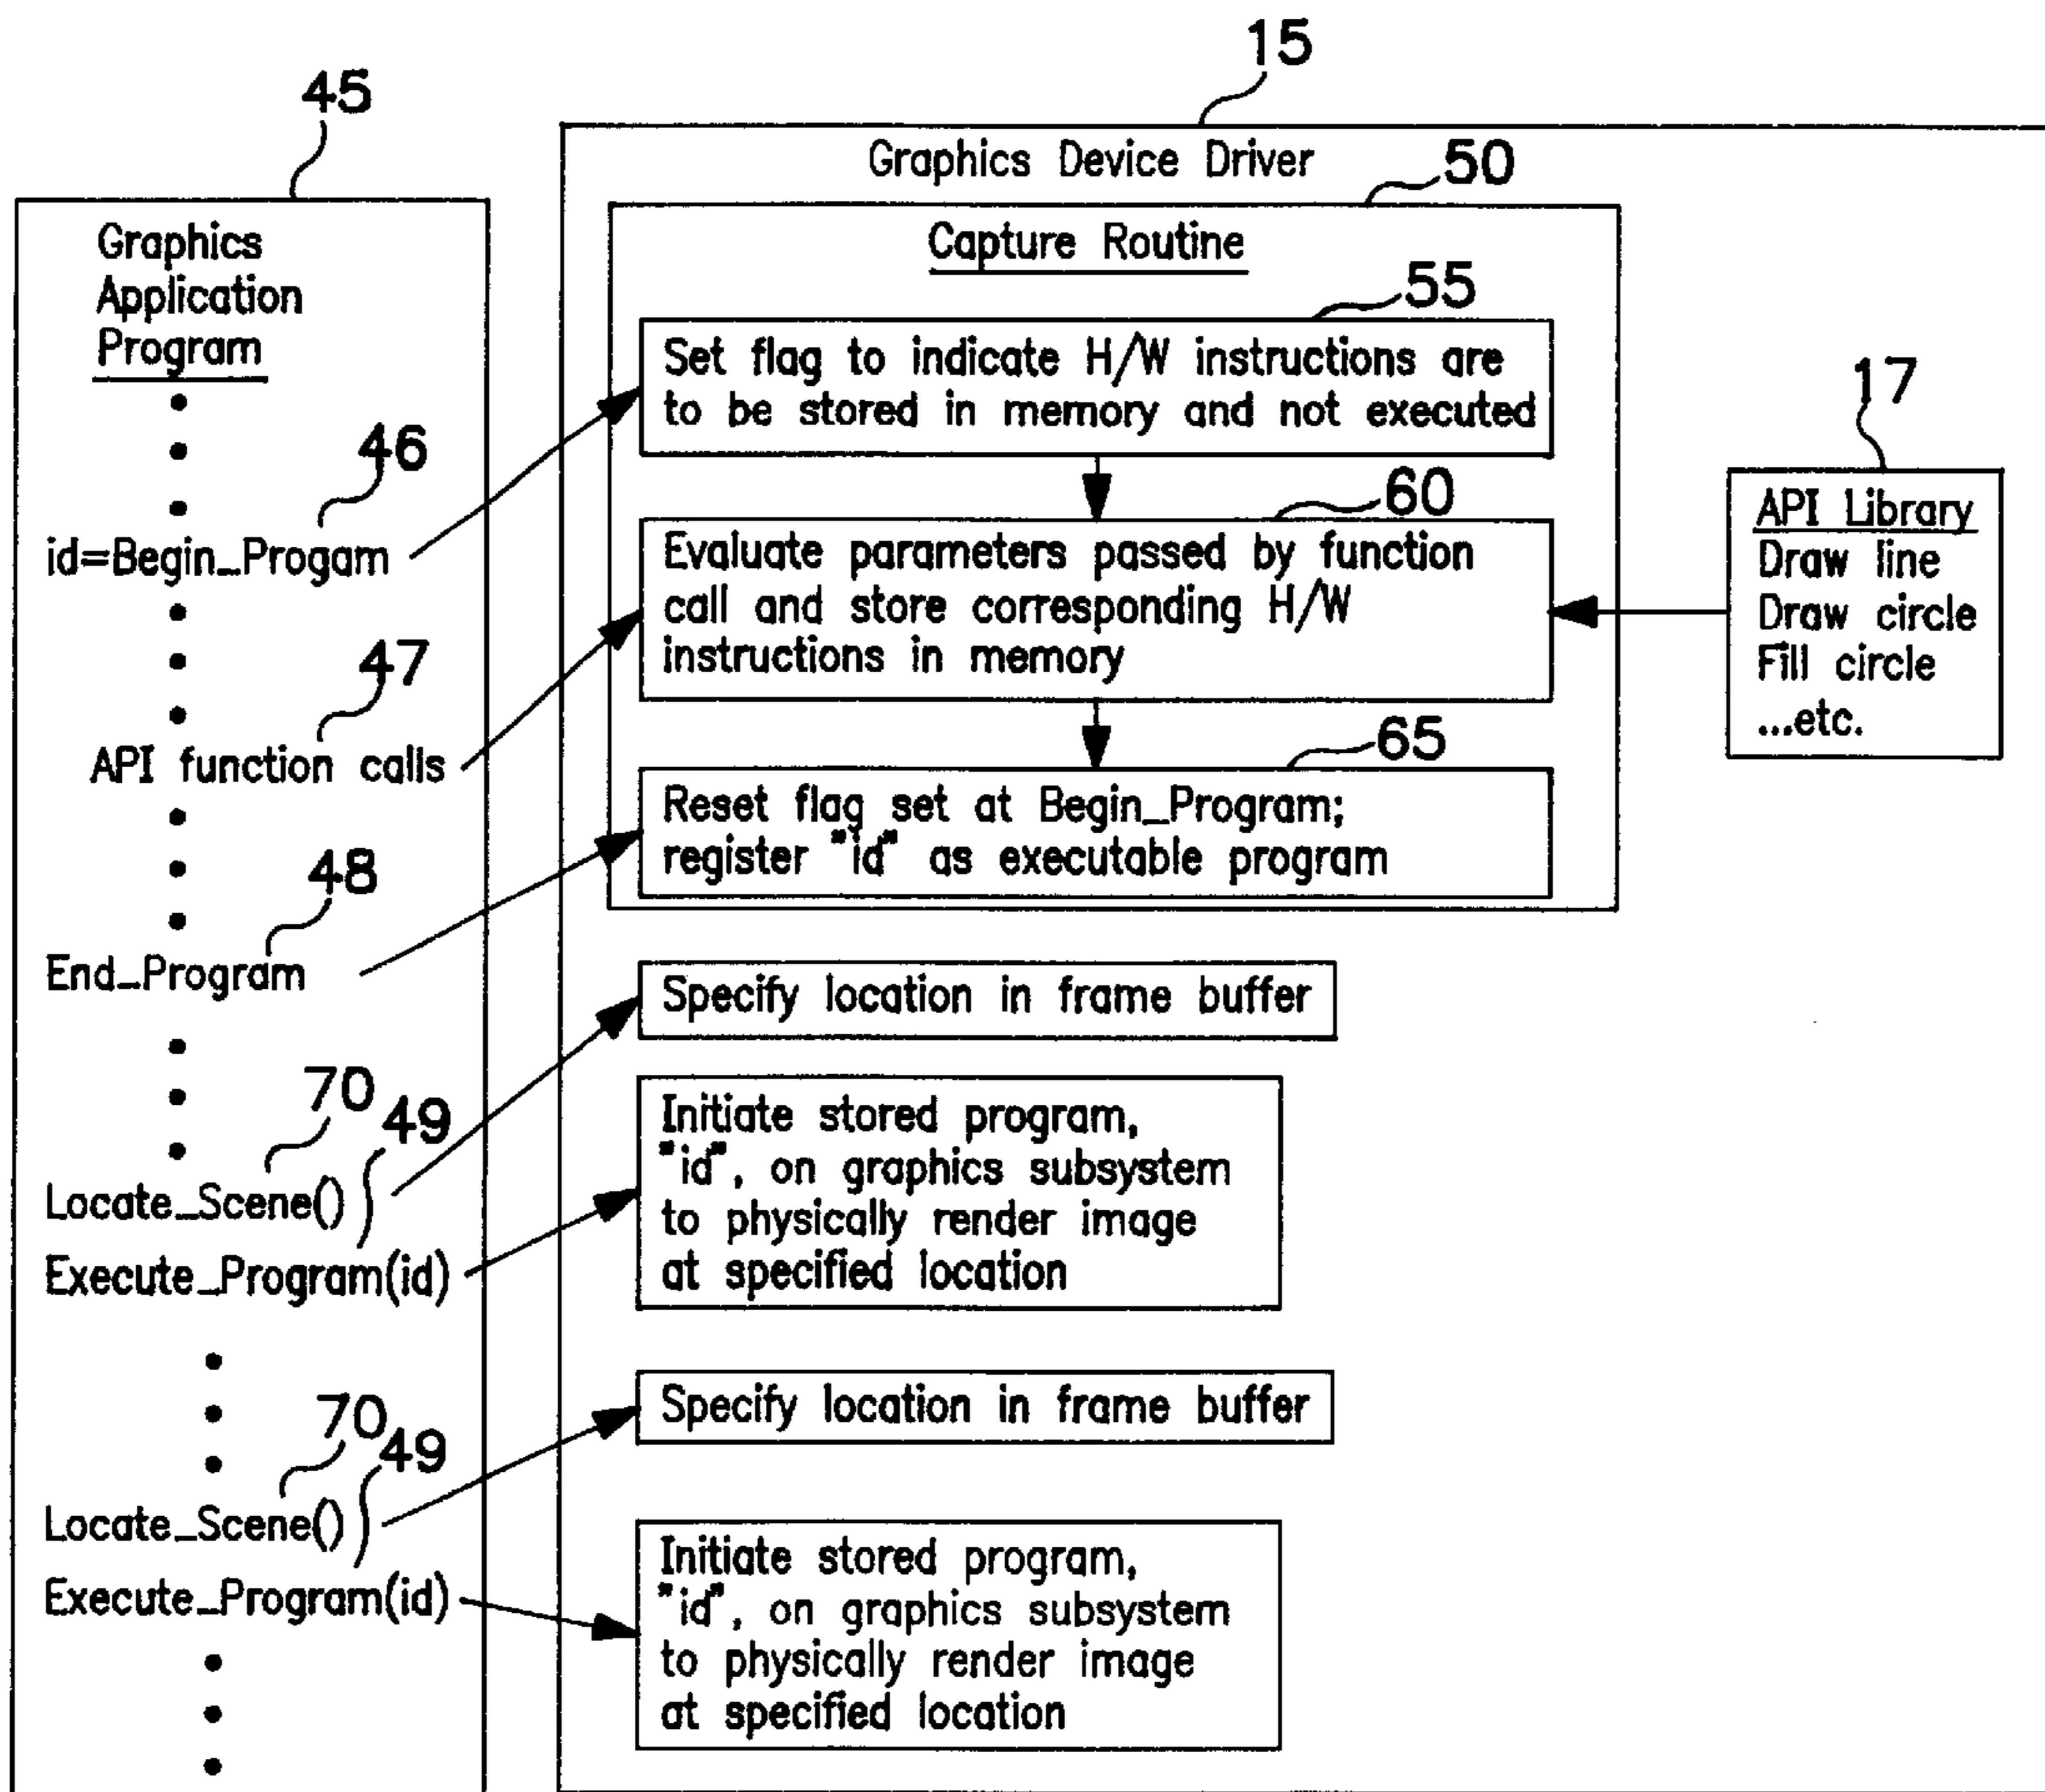 45
Graphics
Application
Program
46
id=Begin_Progam
47
API function calls
48
End_Program
70
49
Locate_Scene()
Execute_Program(id)
70
49
Locate_Scene()
Execute_Program(id)
15
Graphics Device Driver
50
Capture Routine
55
Set flag to indicate H/W instructions are
to be stored in memory and not executed
60
Evaluate parameters passed by function
call and store corresponding H/W
instructions in memory
65
Reset flag set at Begin_Program;
register "id" as executable program
Specify location in frame buffer
Initiate stored program,
"id", on graphics subsystem
to physically render image
at specified location
Specify location in frame buffer
Initiate stored program,
"id", on graphics subsystem
to physically render image
at specified location
17
API Library
Draw line
Draw circle
Fill circle
...etc.